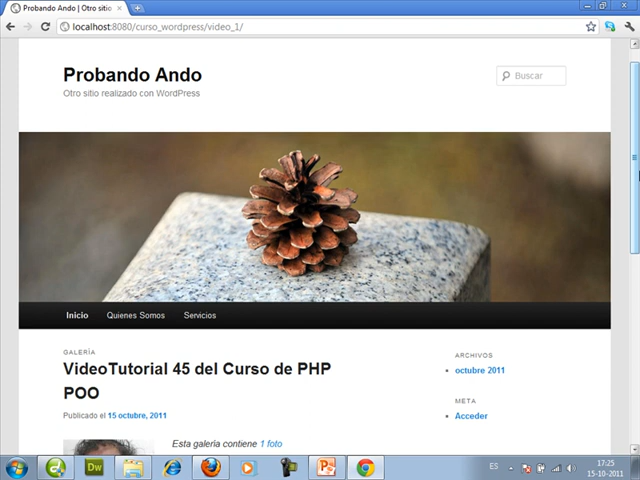 Probando Ando | Otro sitio
localhost:8080/curso_wordpress/video_1/
Probando Ando
Otro sitio realizado con WordPress
Buscar
Inicio
Quienes Somos
Servicios
GALERÍA
VideoTutorial 45 del Curso de PHP
POO
Publicado el 15 octubre, 2011
Esta galería contiene 1 foto
ARCHIVOS
octubre 2011
META
Acceder
Dw
ES
17:25
15-10-2011